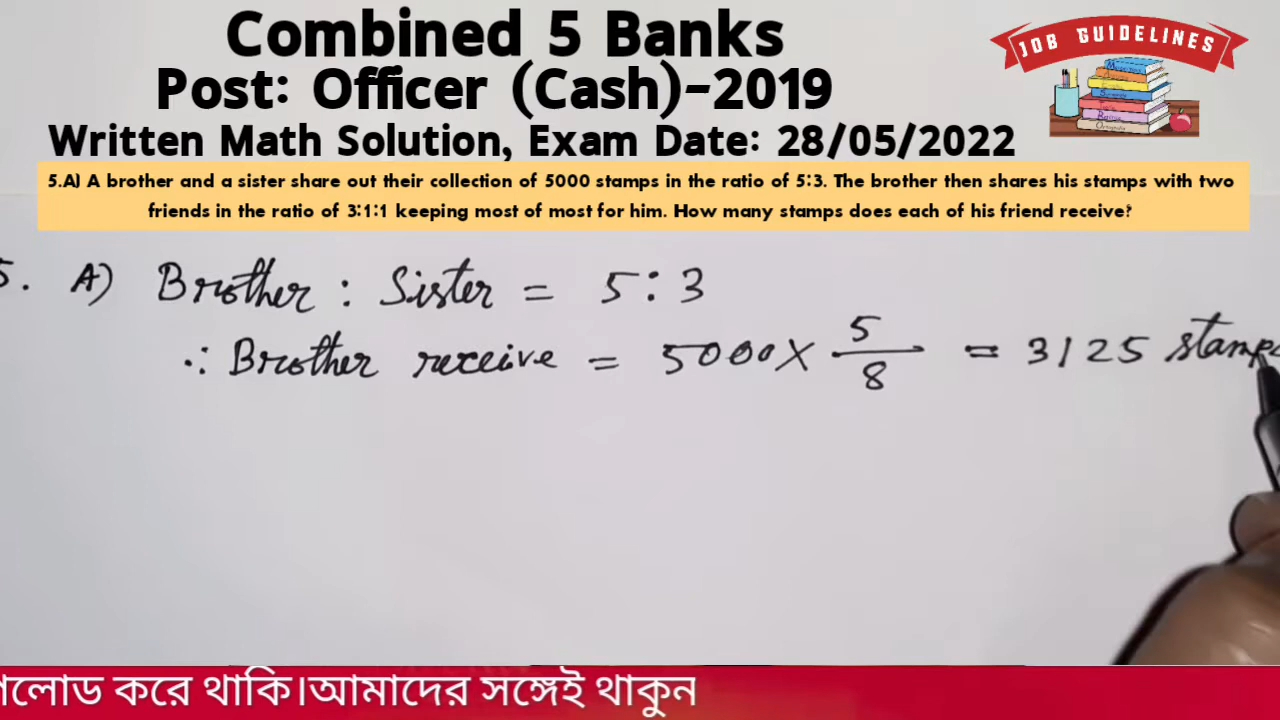 Combined 5 Banks
Post: Officer (Cash)-2019
Written Math Solution, Exam Date: 28/05/2022
JOB GUIDELINES
5.A) A brother and a sister share out their collection of 5000 stamps in the ratio of 5:3. The brother then shares his stamps with two
friends in the ratio of 3:1:1 keeping most of most for him. How many stamps does each of his friend receive?
5. A) Brother : Sister = 5:3
∴ Brother receive = 5000 × 5/8 = 3125 stamps
করে থাকি।আমাদের সঙ্গেই থাকুন